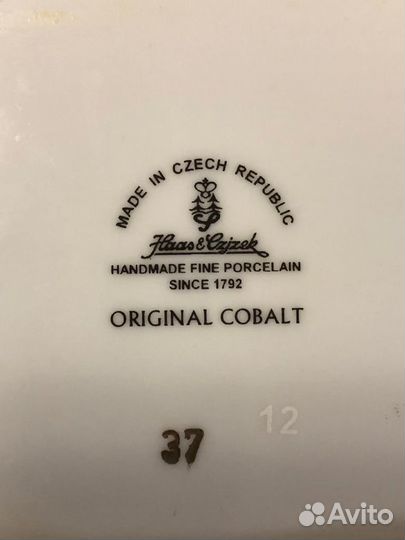 MADE IN CZECH REPUBLIC
S
Haas & Czjzek
HANDMADE FINE PORCELAIN
SINCE 1792
ORIGINAL COBALT
37
12
Avito